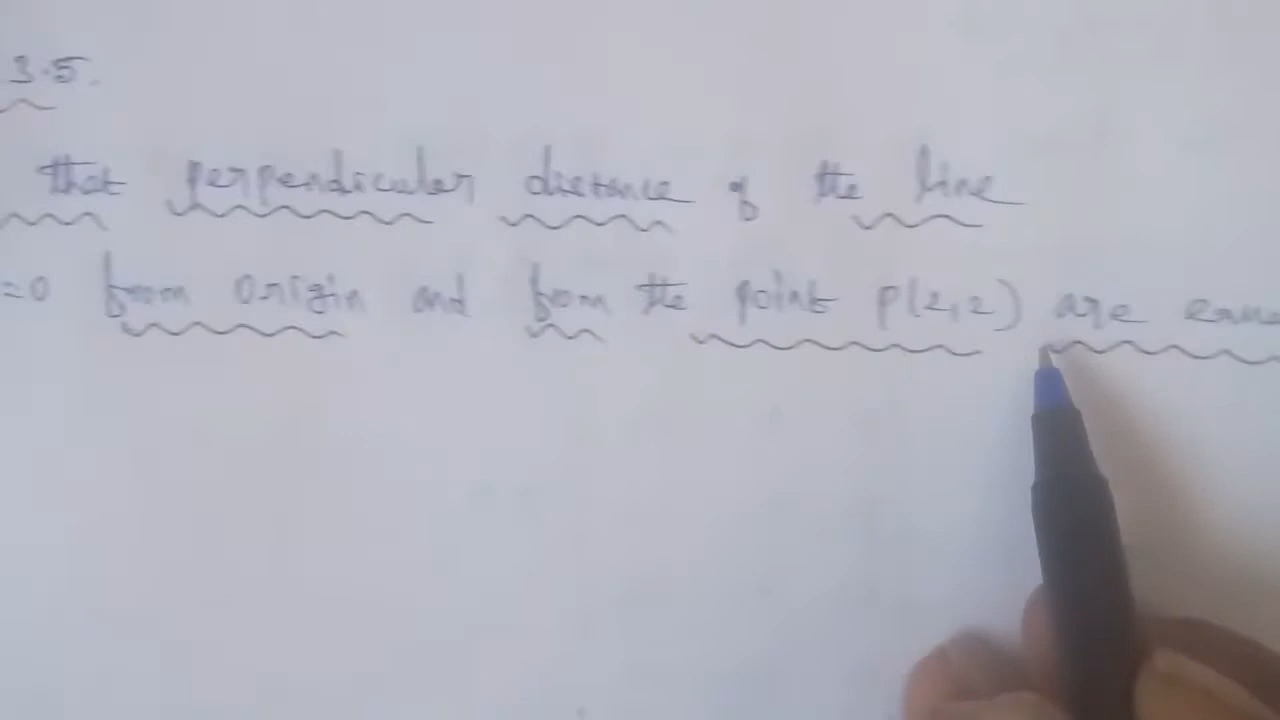 3.5.
that perpendicular distance of the line
=0 from origin and from the point P(2,2) are